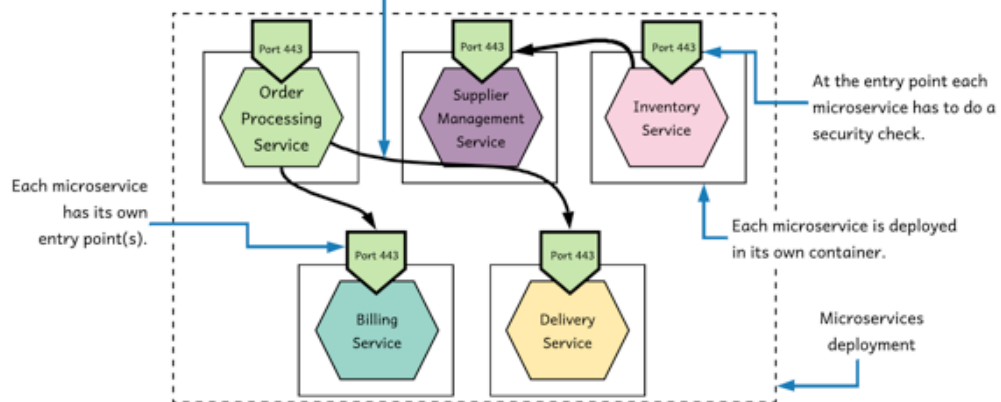 Port 443
Port 443
Port 443
Order
Processing
Service
Supplier
Management
Service
Inventory
Service
At the entry point each
microservice has to do a
security check.
Each microservice
has its own
entry point(s).
Each microservice is deployed
in its own container.
Port 443
Port 443
Billing
Service
Delivery
Service
Microservices
deployment